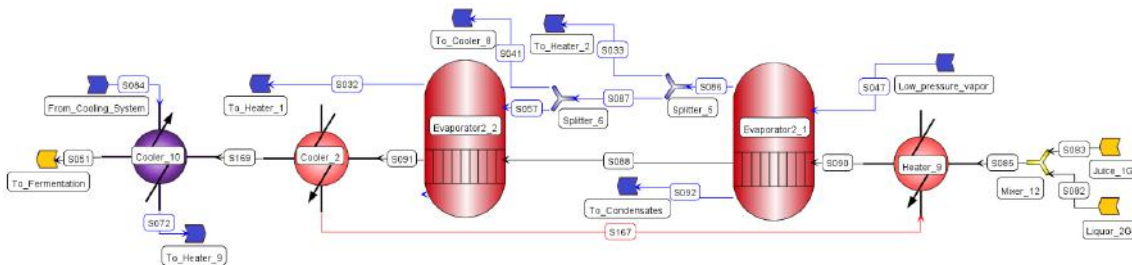 To_Cooler_8
S041
To_Heater_2
S033
S084
From_Cooling_System
To_Heater_1
S032
S057
Splitter_6
S087
Splitter_5
S086
S047
Low_pressure_vapor
Evaporator2_2
Evaporator2_1
S051
To_Fermentation
Cooler_10
S169
Cooler_2
S091
S088
S090
Heater_9
S085
Mixer_12
S083
Juice_1G
S082
Liquor_2G
S092
To_Condensates
S072
To_Heater_9
S167